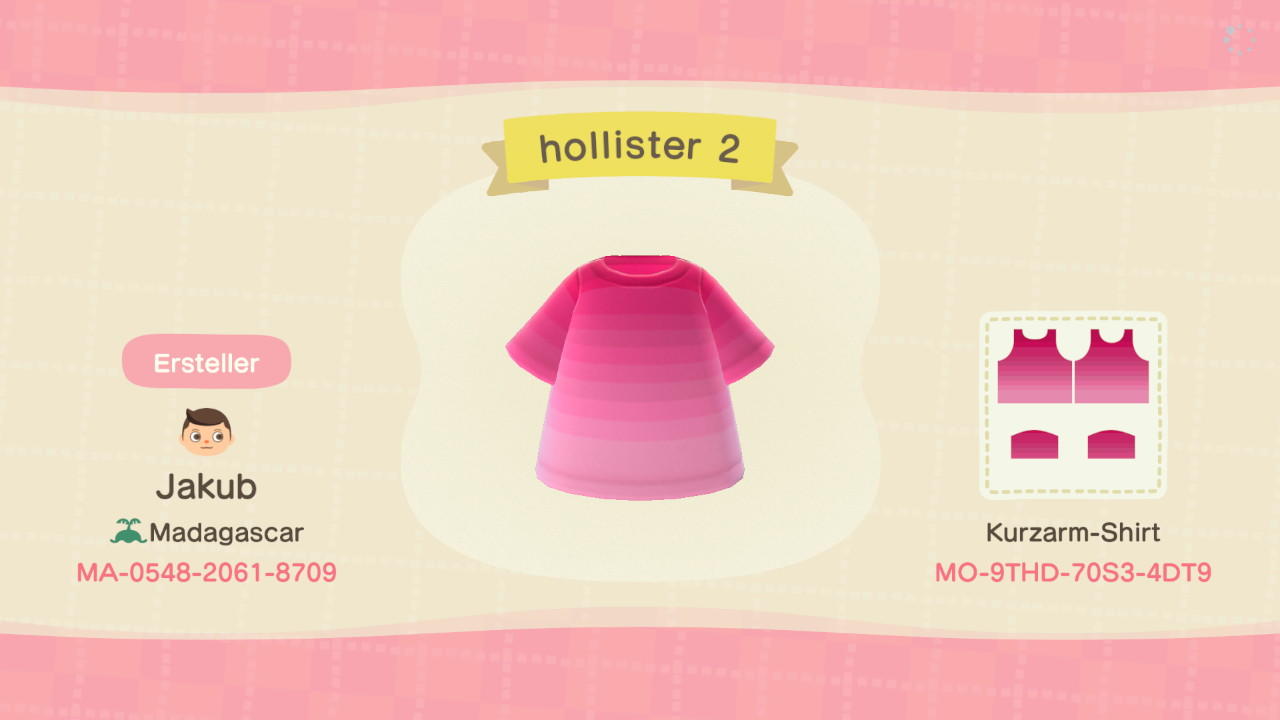 hollister 2
Ersteller
Jakub
Madagascar
MA-0548-2061-8709
Kurzarm-Shirt
MO-9THD-70S3-4DT9